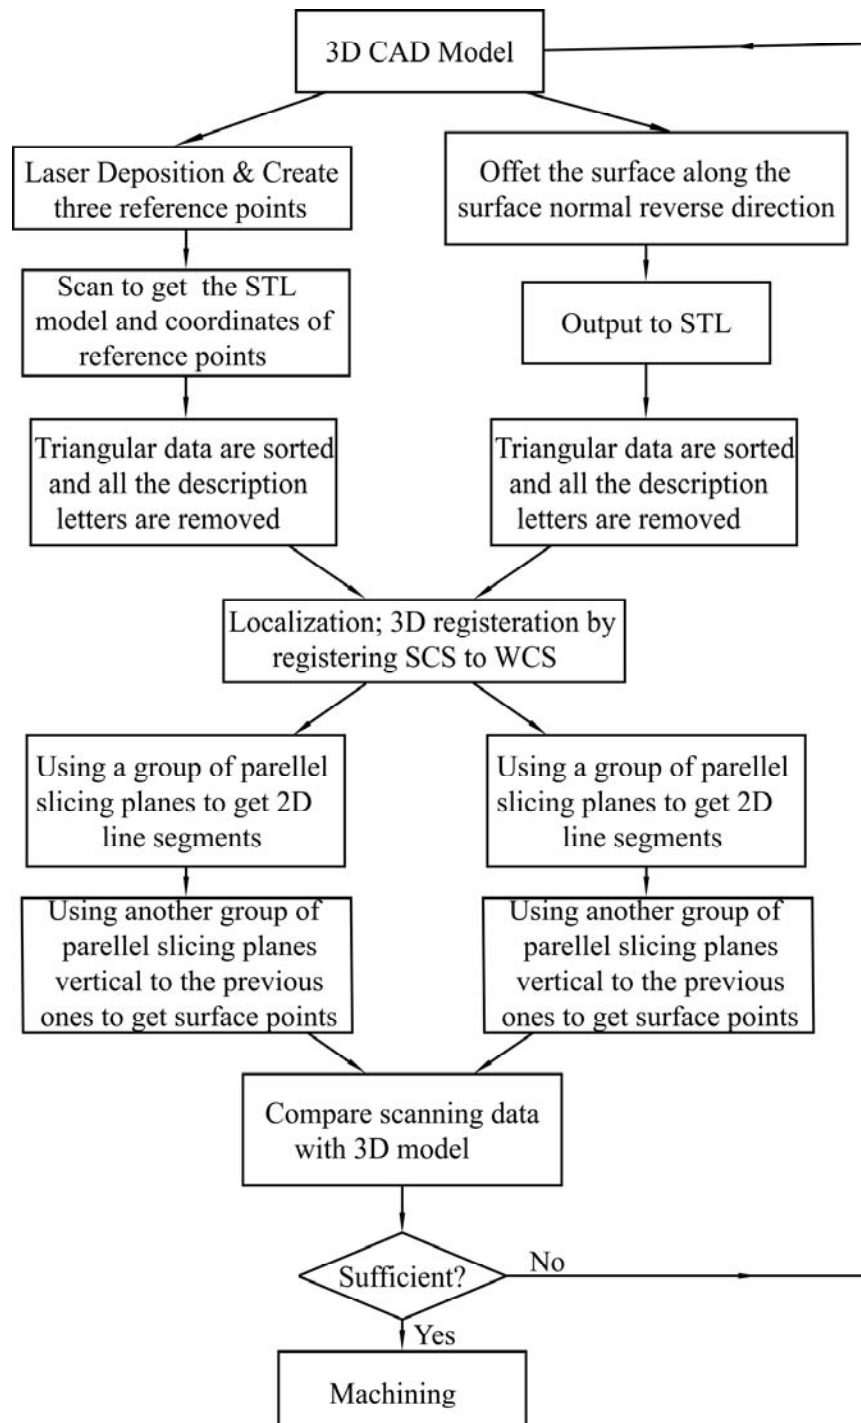 3D CAD Model
Laser Deposition & Create
three reference points
Offet the surface along the
surface normal reverse direction
Scan to get the STL
model and coordinates of
reference points
Output to STL
Triangular data are sorted
and all the description
letters are removed
Triangular data are sorted
and all the description
letters are removed
Localization; 3D registeration by
registering SCS to WCS
Using a group of parellel
slicing planes to get 2D
line segments
Using a group of parellel
slicing planes to get 2D
line segments
Using another group of
parellel slicing planes
vertical to the previous
ones to get surface points
Using another group of
parellel slicing planes
vertical to the previous
ones to get surface points
Compare scanning data
with 3D model
Sufficient?
No
Yes
Machining